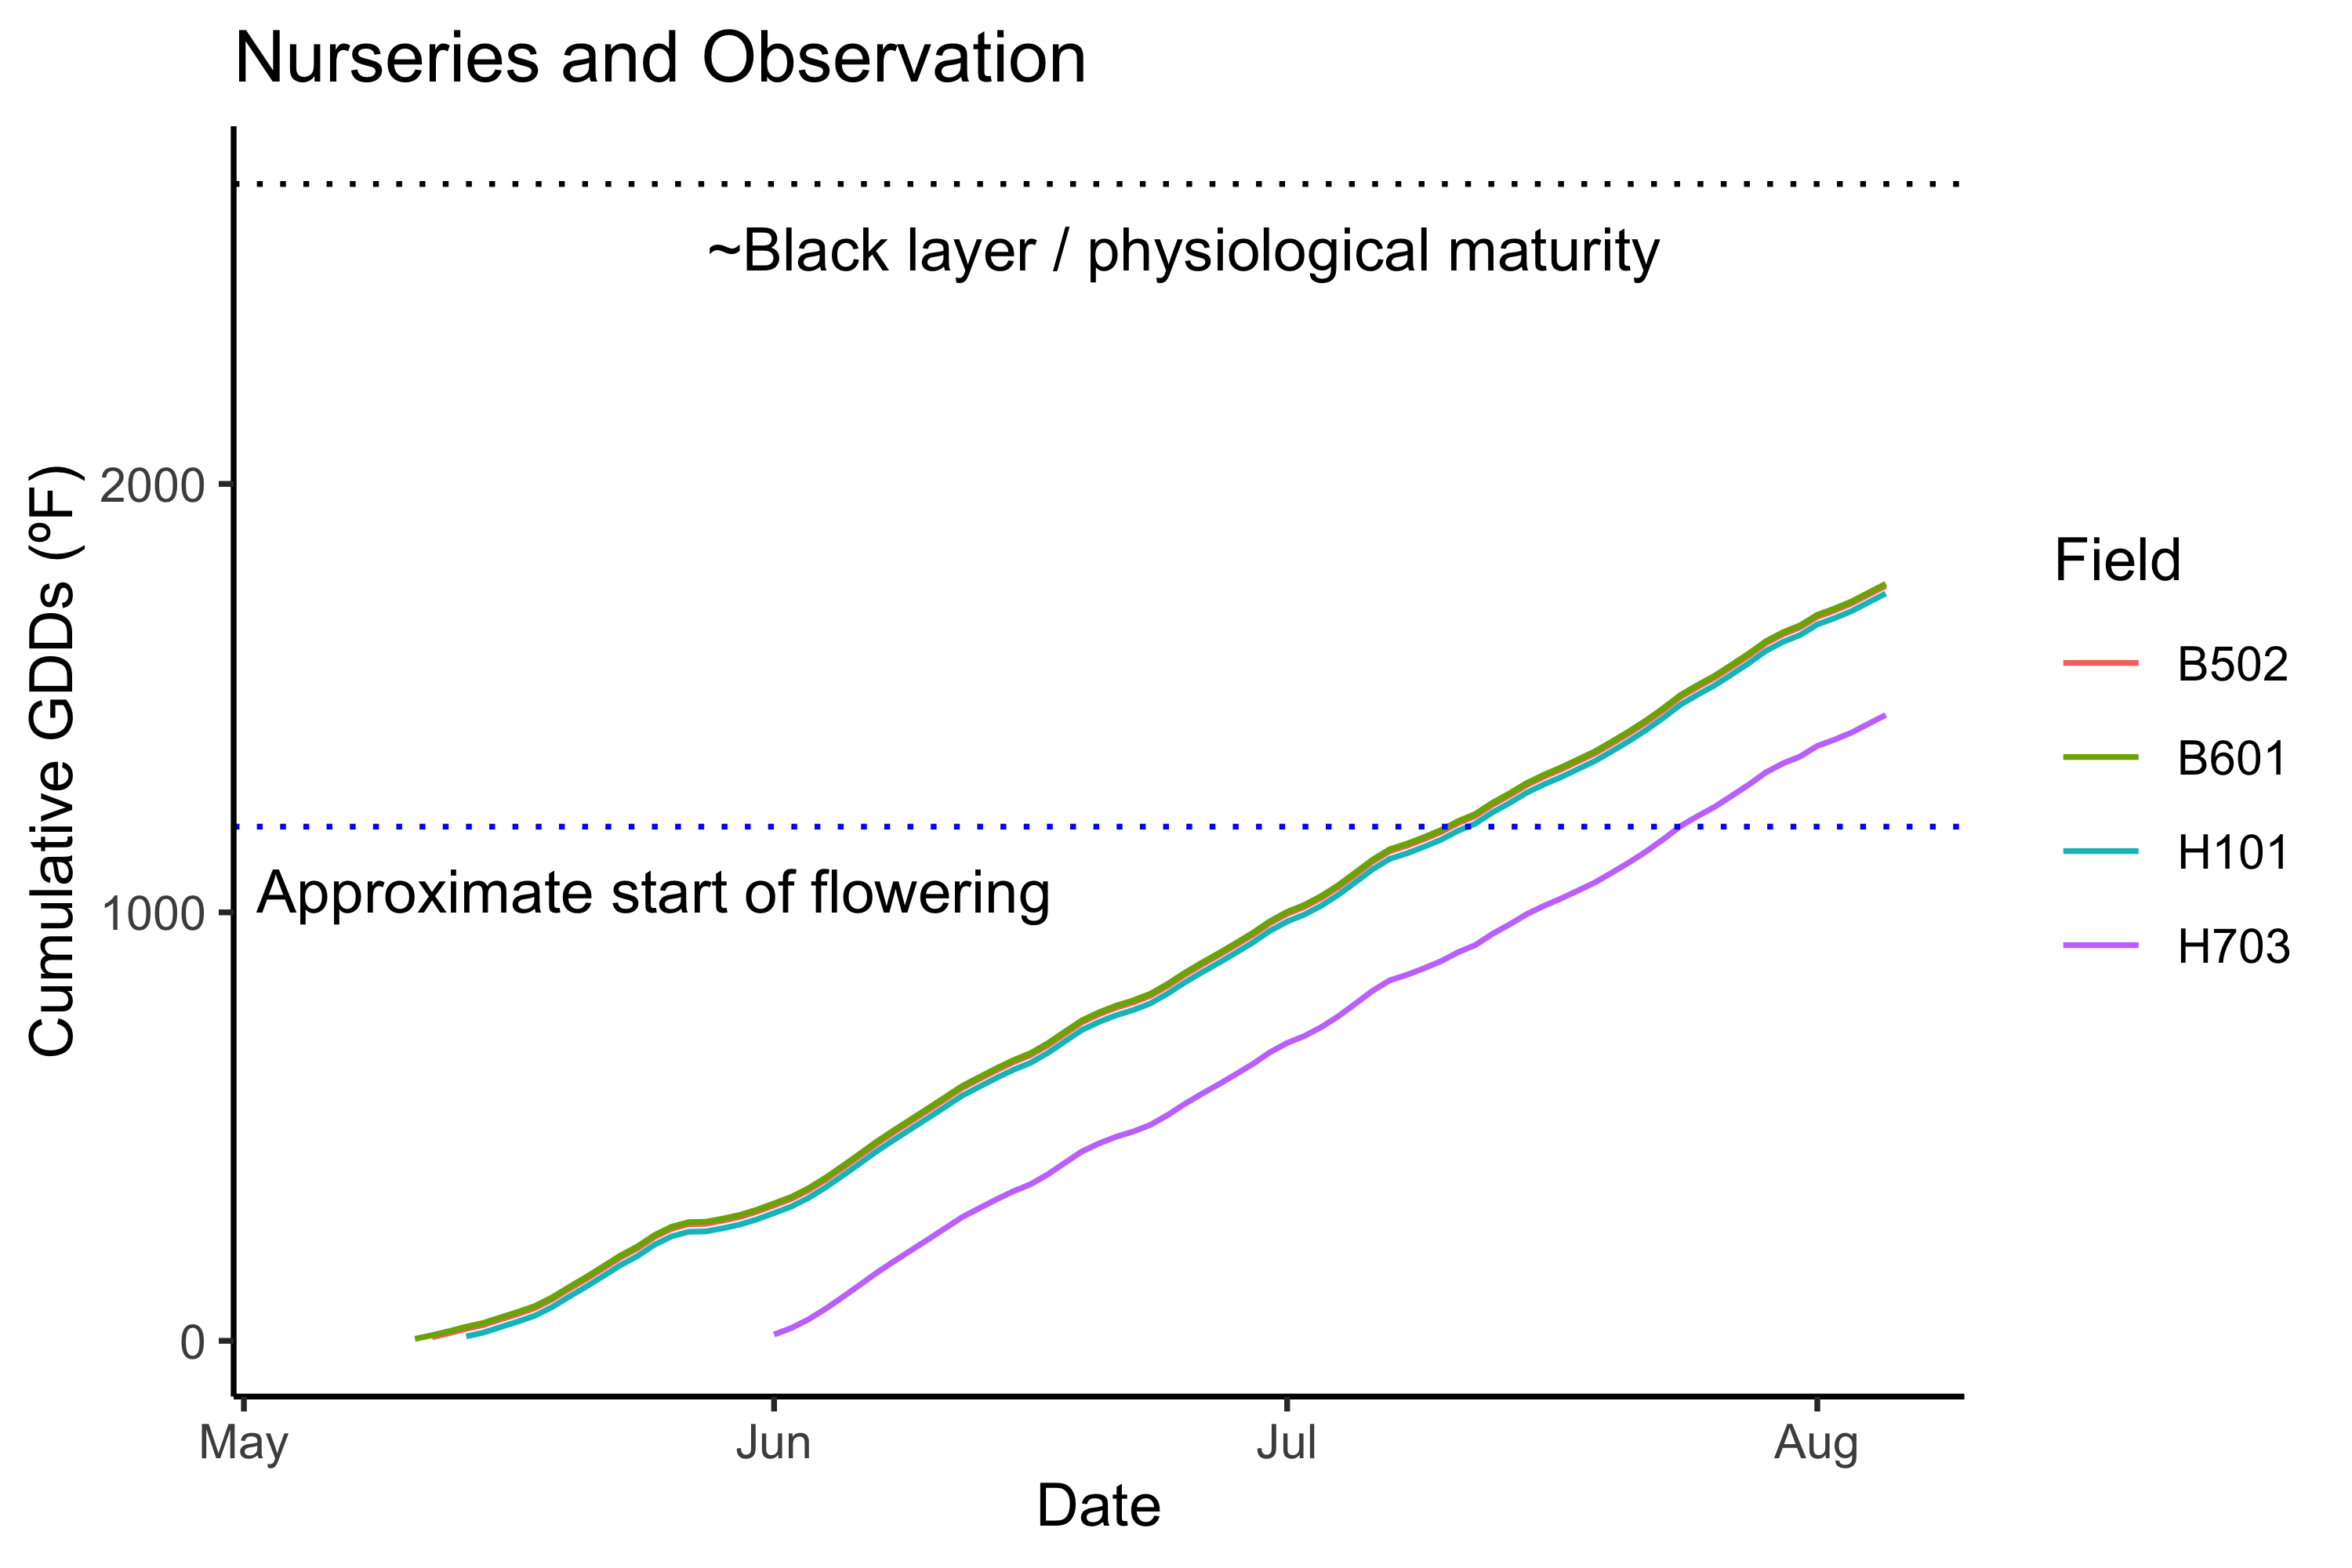 Nurseries and Observation
~Black layer / physiological maturity
Approximate start of flowering
Cumulative GDDs (ºF)
2000
1000
0
May
Jun
Jul
Aug
Date
Field
B502
B601
H101
H703